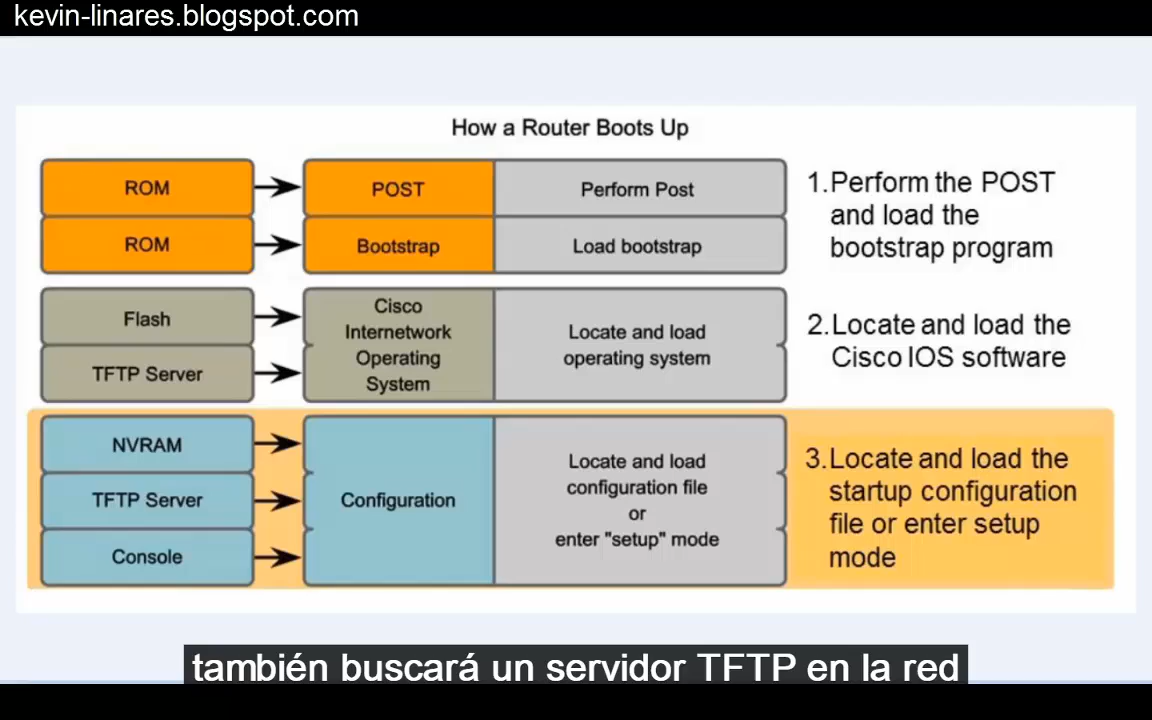 kevin-linares.blogspot.com
How a Router Boots Up
ROM
POST
Perform Post
ROM
Bootstrap
Load bootstrap
1.Perform the POST
and load the
bootstrap program
Flash
TFTP Server
Cisco
Internetwork
Operating
System
Locate and load
operating system
2.Locate and load the
Cisco IOS software
NVRAM
TFTP Server
Console
Configuration
Locate and load
configuration file
or
enter "setup" mode
3.Locate and load the
startup configuration
file or enter setup
mode
también buscará un servidor TFTP en la red